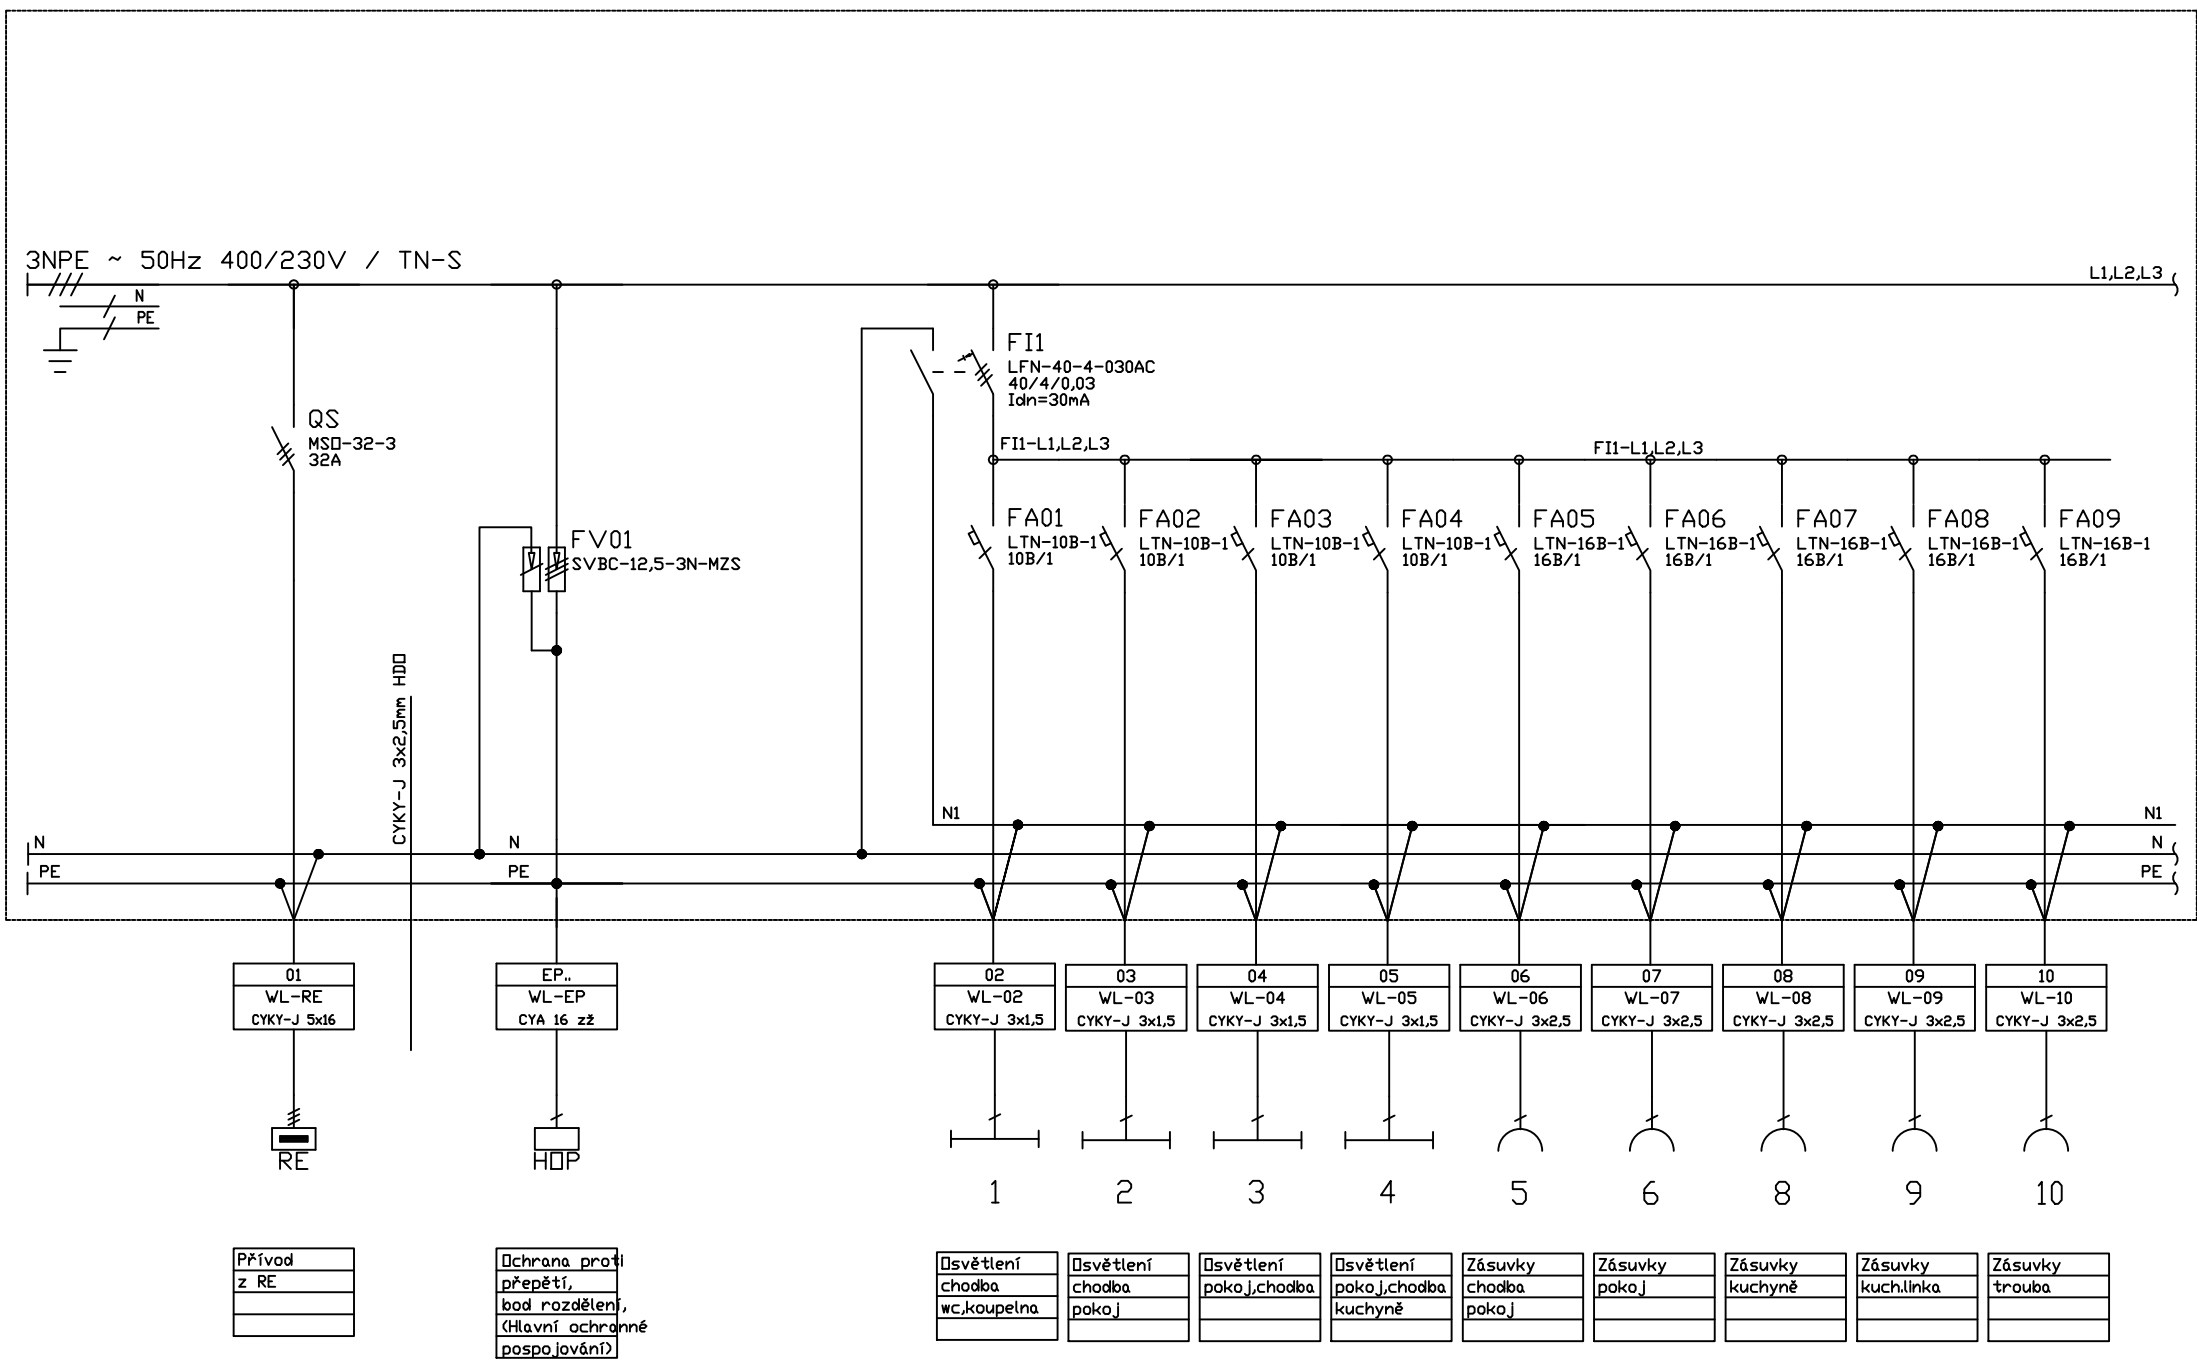 3NPE ~ 50Hz 400/230V / TN-S
L1,L2,L3
N
PE
FI1
LFN-40-4-030AC
40/4/0,03
Idn=30mA
QS
MSO-32-3
32A
FI1-L1,L2,L3
FI1-L1,L2,L3
FV01
SVBC-12,5-3N-MZS
FA01
LTN-10B-1
10B/1
FA02
LTN-10B-1
10B/1
FA03
LTN-10B-1
10B/1
FA04
LTN-10B-1
10B/1
FA05
LTN-16B-1
16B/1
FA06
LTN-16B-1
16B/1
FA07
LTN-16B-1
16B/1
FA08
LTN-16B-1
16B/1
FA09
LTN-16B-1
16B/1
CYKY-J 3x2,5mm HDO
N1
N1
N
N
N
PE
PE
PE
01
WL-RE
CYKY-J 5x16
EP..
WL-EP
CYA 16 zž
02
WL-02
CYKY-J 3x1,5
03
WL-03
CYKY-J 3x1,5
04
WL-04
CYKY-J 3x1,5
05
WL-05
CYKY-J 3x1,5
06
WL-06
CYKY-J 3x2,5
07
WL-07
CYKY-J 3x2,5
08
WL-08
CYKY-J 3x2,5
09
WL-09
CYKY-J 3x2,5
10
WL-10
CYKY-J 3x2,5
RE
HOP
1
2
3
4
5
6
8
9
10
Přívod
z RE
Ochrana proti
přepětí,
bod rozdělení,
(Hlavní ochranné
pospojování)
Osvětlení
chodba
wc,koupelna
Osvětlení
chodba
pokoj
Osvětlení
pokoj,chodba
Osvětlení
pokoj,chodba
kuchyně
Zásuvky
chodba
pokoj
Zásuvky
pokoj
Zásuvky
kuchyně
Zásuvky
kuch.linka
Zásuvky
trouba